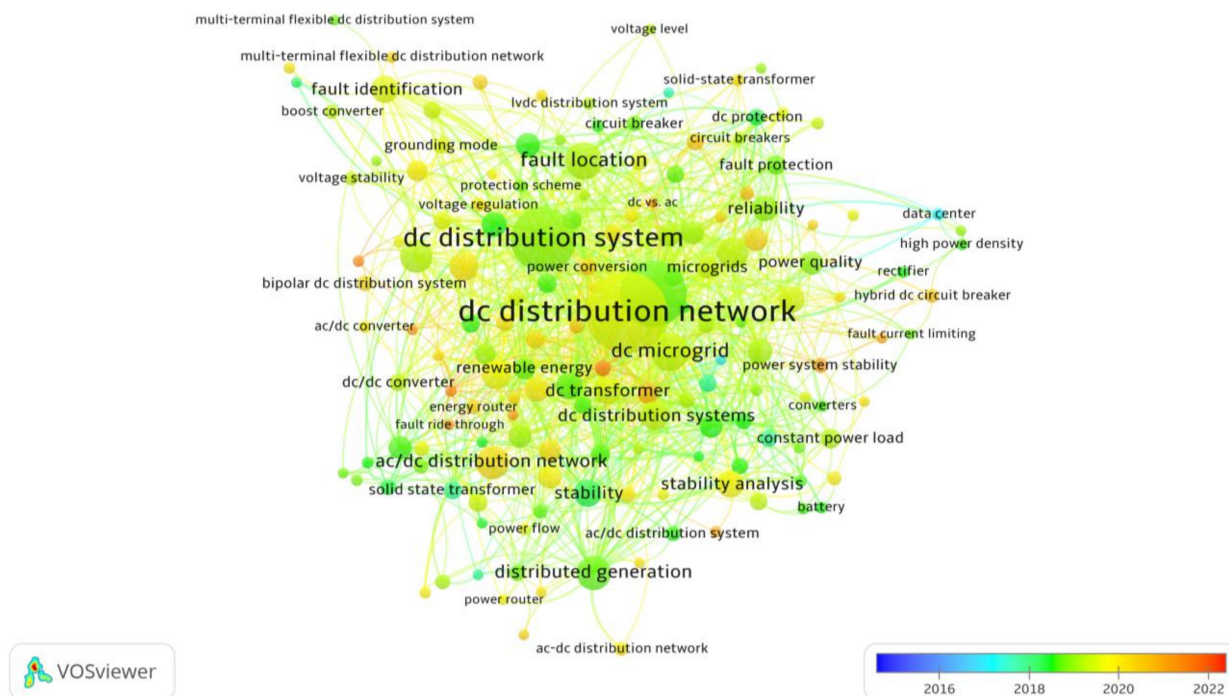 multi-terminal flexible dc distribution system
voltage level
multi-terminal flexible dc distribution network
solid-state transformer
fault identification
lvdc distribution system
boost converter
circuit breaker
dc protection
circuit breakers
grounding mode
fault location
fault protection
voltage stability
protection scheme
voltage regulation
dc vs. ac
reliability
data center
dc distribution system
high power density
power conversion
microgrids
power quality
rectifier
bipolar dc distribution system
hybrid dc circuit breaker
dc distribution network
ac/dc converter
fault current limiting
dc microgrid
renewable energy
power system stability
dc/dc converter
dc transformer
energy router
dc distribution systems
converters
fault ride through
constant power load
ac/dc distribution network
solid state transformer
stability
stability analysis
battery
power flow
ac/dc distribution system
distributed generation
power router
ac-dc distribution network
VOSviewer
2016 2018 2020 2022